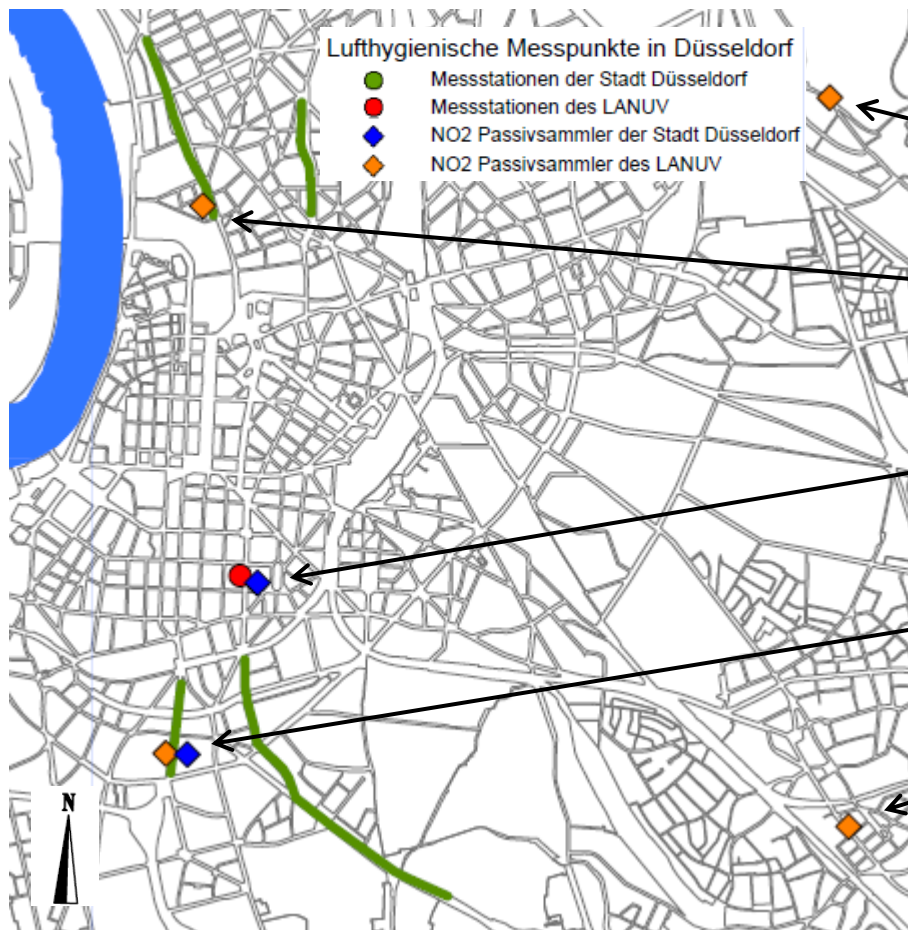 Lufthygienische Messpunkte in Düsseldorf
Messstationen der Stadt Düsseldorf
Messstationen des LANUV
NO2 Passivsammler der Stadt Düsseldorf
NO2 Passivsammler des LANUV
N